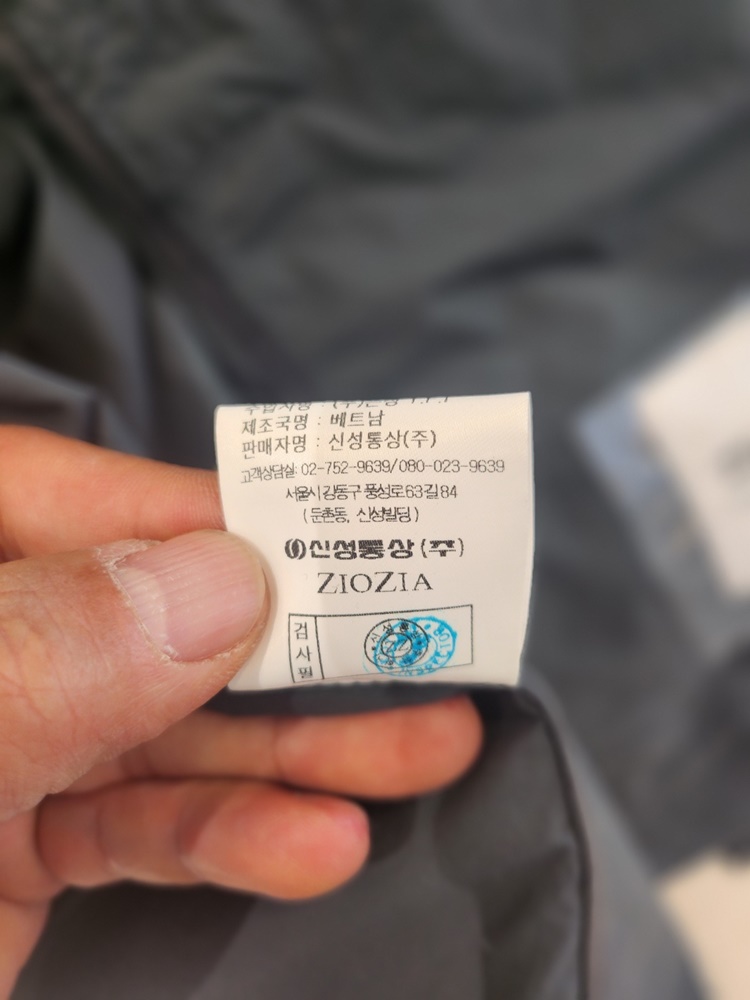 제조국명 : 베트남
판매자명 : 신성통상(주)
고객상담실: 02-752-9639/080-023-9639
서울시 강동구 풍성로63길 84
(둔촌동, 신성빌딩)
신성통상(주)
ZIOZIA
검사필